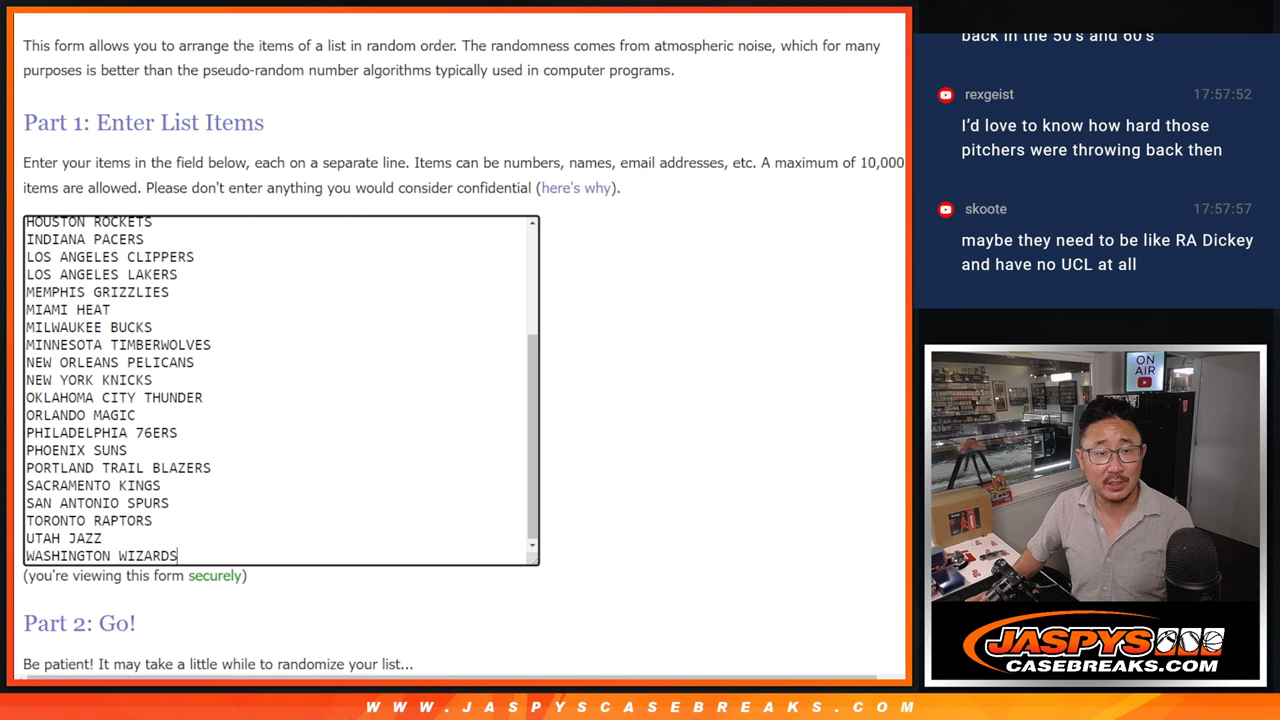 This form allows you to arrange the items of a list in random order. The randomness comes from atmospheric noise, which for many
purposes is better than the pseudo-random number algorithms typically used in computer programs.
Part 1: Enter List Items
Enter your items in the field below, each on a separate line. Items can be numbers, names, email addresses, etc. A maximum of 10,000
items are allowed. Please don't enter anything you would consider confidential (here's why).
HOUSTON ROCKETS
INDIANA PACERS
LOS ANGELES CLIPPERS
LOS ANGELES LAKERS
MEMPHIS GRIZZLIES
MIAMI HEAT
MILWAUKEE BUCKS
MINNESOTA TIMBERWOLVES
NEW ORLEANS PELICANS
NEW YORK KNICKS
OKLAHOMA CITY THUNDER
ORLANDO MAGIC
PHILADELPHIA 76ERS
PHOENIX SUNS
PORTLAND TRAIL BLAZERS
SACRAMENTO KINGS
SAN ANTONIO SPURS
TORONTO RAPTORS
UTAH JAZZ
WASHINGTON WIZARDS
(you're viewing this form securely)
Part 2: Go!
Be patient! It may take a little while to randomize your list...
back in the 50's and 60's
rexgeist 17:57:52
I'd love to know how hard those
pitchers were throwing back then
skoote 17:57:57
maybe they need to be like RA Dickey
and have no UCL at all
ON
AIR
JASPYS
CASEBREAKS.COM
WWW.JASPYSCASEBREAKS.COM